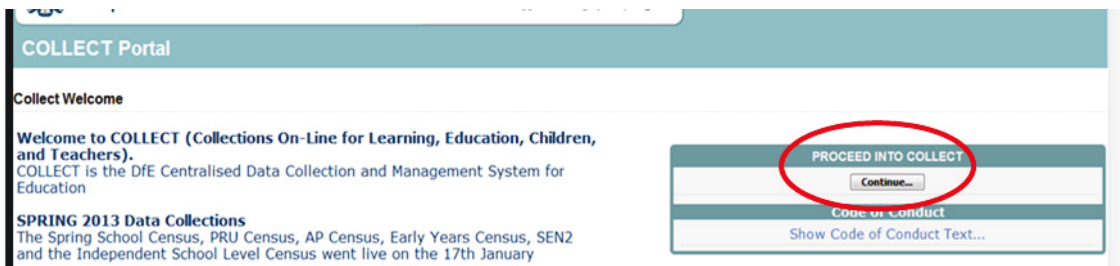 COLLECT Portal
Collect Welcome
Welcome to COLLECT (Collections On-Line for Learning, Education, Children,
and Teachers).
COLLECT is the DfE Centralised Data Collection and Management System for
Education
SPRING 2013 Data Collections
The Spring School Census, PRU Census, AP Census, Early Years Census, SEN2
and the Independent School Level Census went live on the 17th January
PROCEED INTO COLLECT
Continue...
Code of Conduct
Show Code of Conduct Text...